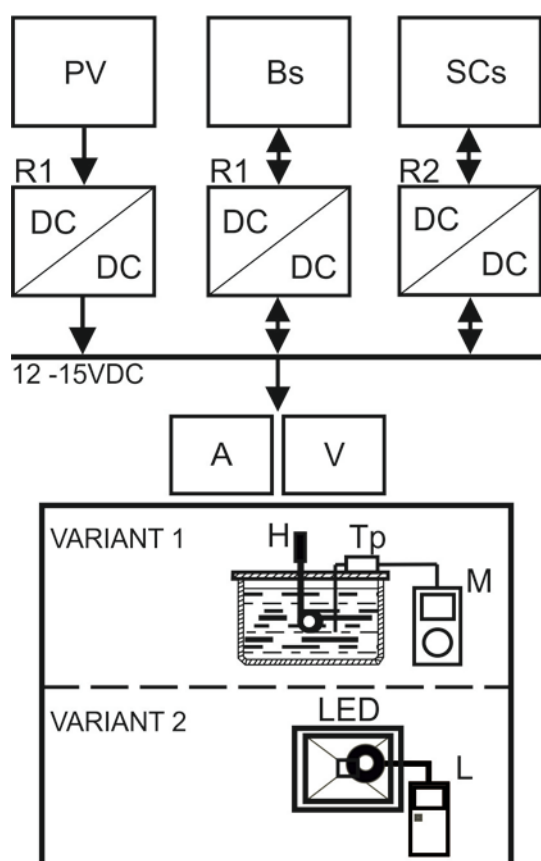 PV Bs SCs
R1 R1 R2
DC DC DC
DC DC DC
12 -15VDC
A V
VARIANT 1
H Tp
M
VARIANT 2
LED
L